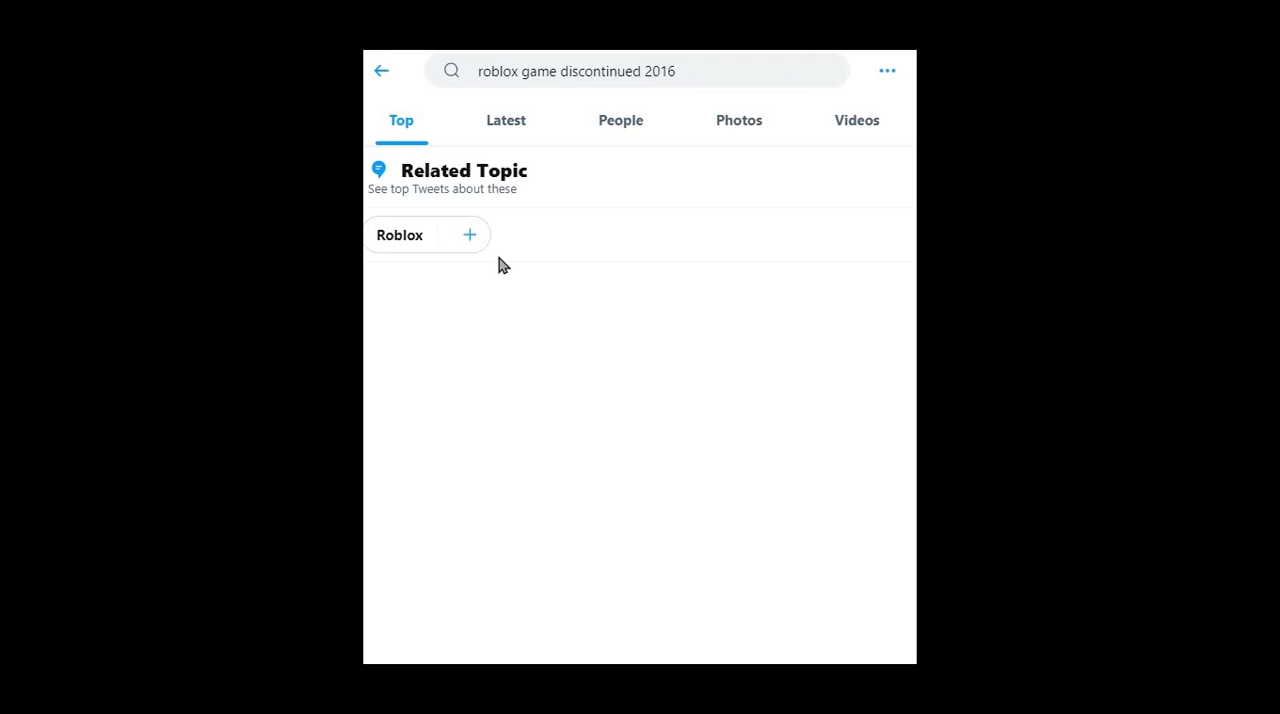 roblox game discontinued 2016
Top Latest People Photos Videos
Related Topic
See top Tweets about these
Roblox